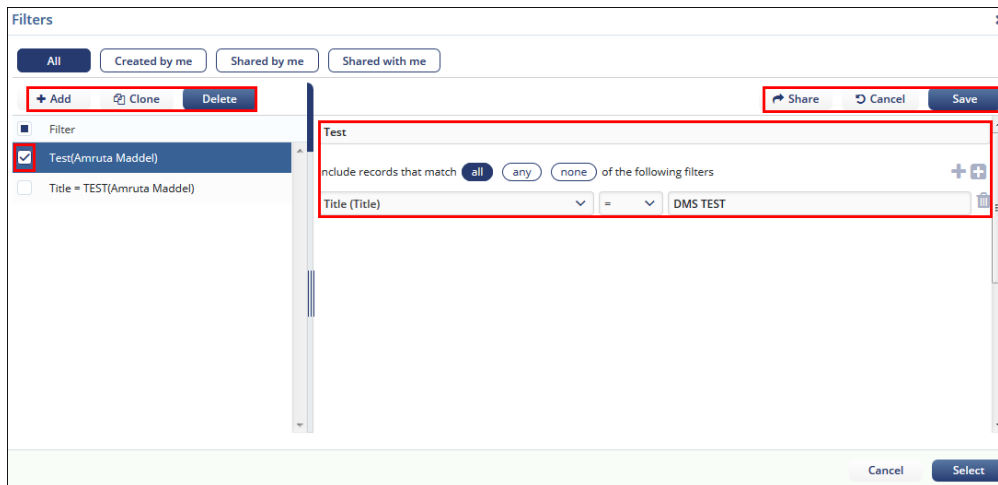 Filters
All Created by me Shared by me Shared with me
+ Add Clone Delete
Share Cancel Save
Filter
Test(Amruta Maddel)
Title = TEST(Amruta Maddel)
Test
nclude records that match all any none of the following filters
Title (Title) = DMS TEST
Cancel Select